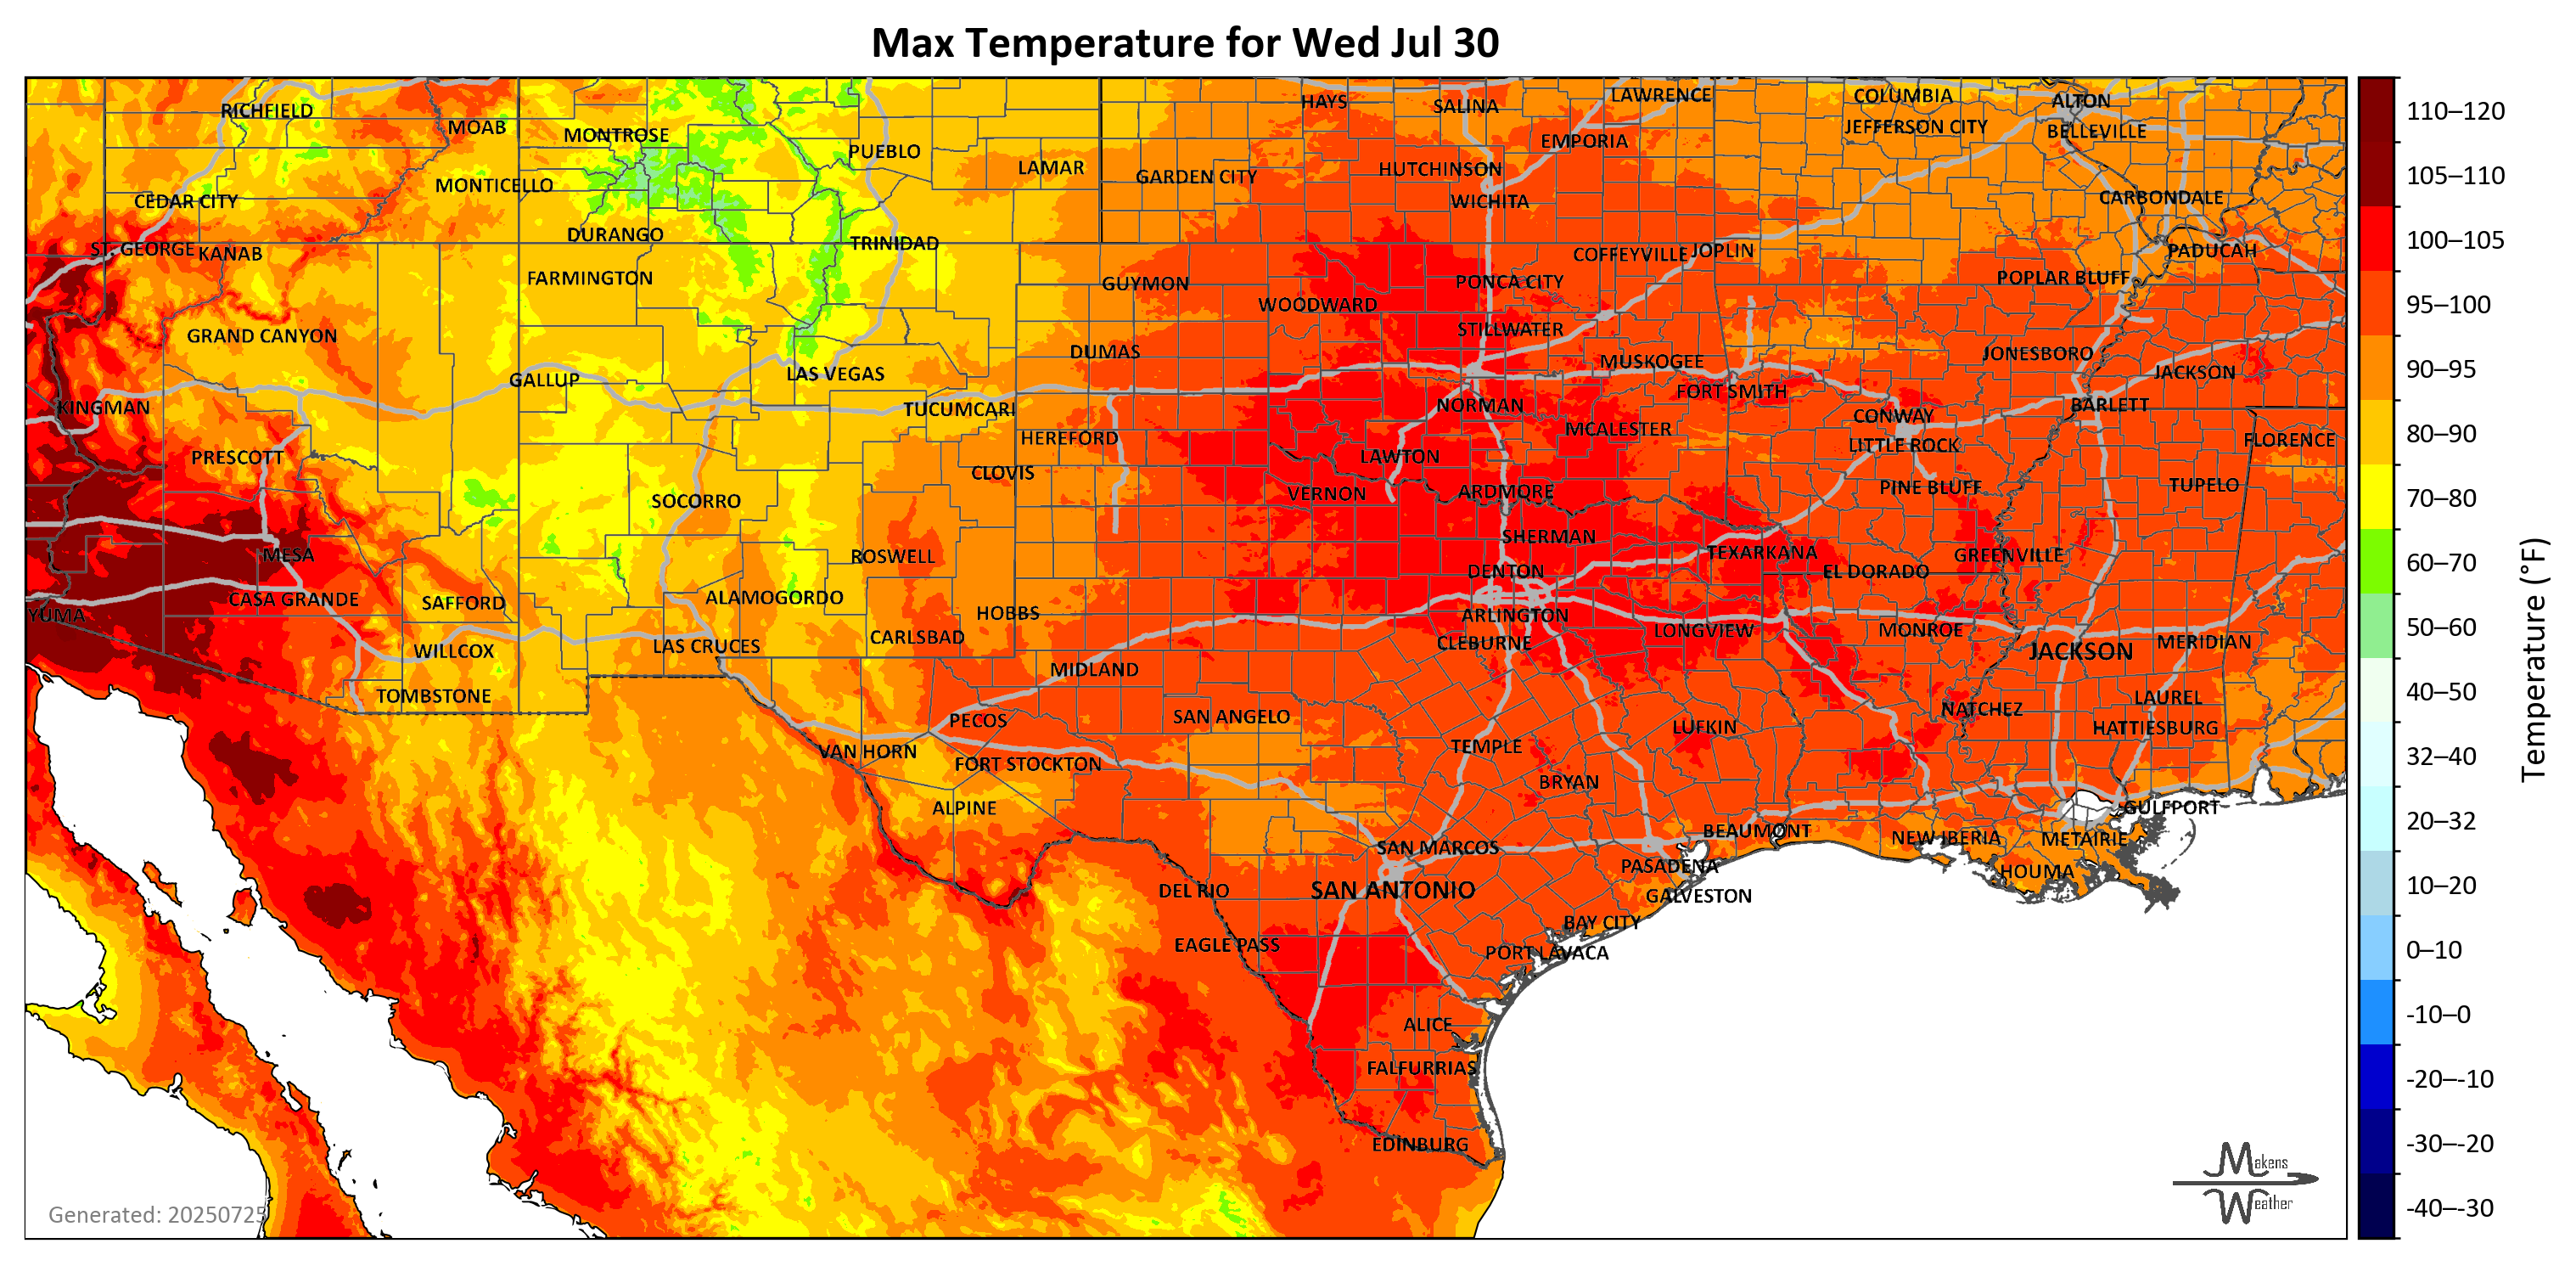 Max Temperature for Wed Jul 30
RICHFIELD
MOAB
MONTROSE
PUEBLO
LAMAR
HAYS
SALINA
LAWRENCE
COLUMBIA
ALTON
EMPORIA
JEFFERSON CITY
BELLEVILLE
MONTICELLO
GARDEN CITY
HUTCHINSON
CEDAR CITY
WICHITA
CARBONDALE
DURANGO
TRINIDAD
ST. GEORGE
KANAB
COFFEYVILLE
JOPLIN
PADUCAH
FARMINGTON
GUYMON
PONCA CITY
POPLAR BLUFF
WOODWARD
GRAND CANYON
STILLWATER
DUMAS
MUSKOGEE
JONESBORO
GALLUP
LAS VEGAS
FORT SMITH
JACKSON
KINGMAN
TUCUMCARI
NORMAN
CONWAY
BARLETT
HEREFORD
MCALESTER
LITTLE ROCK
FLORENCE
PRESCOTT
CLOVIS
LAWTON
SOCORRO
VERNON
ARDMORE
PINE BLUFF
TUPELO
MESA
ROSWELL
SHERMAN
TEXARKANA
GREENVILLE
CASA GRANDE
SAFFORD
ALAMOGORDO
DENTON
EL DORADO
YUMA
HOBBS
ARLINGTON
WILLCOX
LAS CRUCES
CARLSBAD
CLEBURNE
LONGVIEW
MONROE
JACKSON
MERIDIAN
TOMBSTONE
MIDLAND
LAUREL
PECOS
SAN ANGELO
LUFKIN
NATCHEZ
HATTIESBURG
VAN HORN
FORT STOCKTON
TEMPLE
BRYAN
ALPINE
GULFPORT
SAN MARCOS
BEAUMONT
NEW IBERIA
METAIRIE
DEL RIO
SAN ANTONIO
PASADENA
HOUMA
GALVESTON
EAGLE PASS
BAY CITY
PORT LAVACA
ALICE
FALFURRIAS
EDINBURG
Generated: 20250725
Makens
Weather
110–120
105–110
100–105
95–100
90–95
80–90
70–80
60–70
50–60
40–50
32–40
20–32
10–20
0–10
-10–0
-20–-10
-30–-20
-40–-30
Temperature (°F)